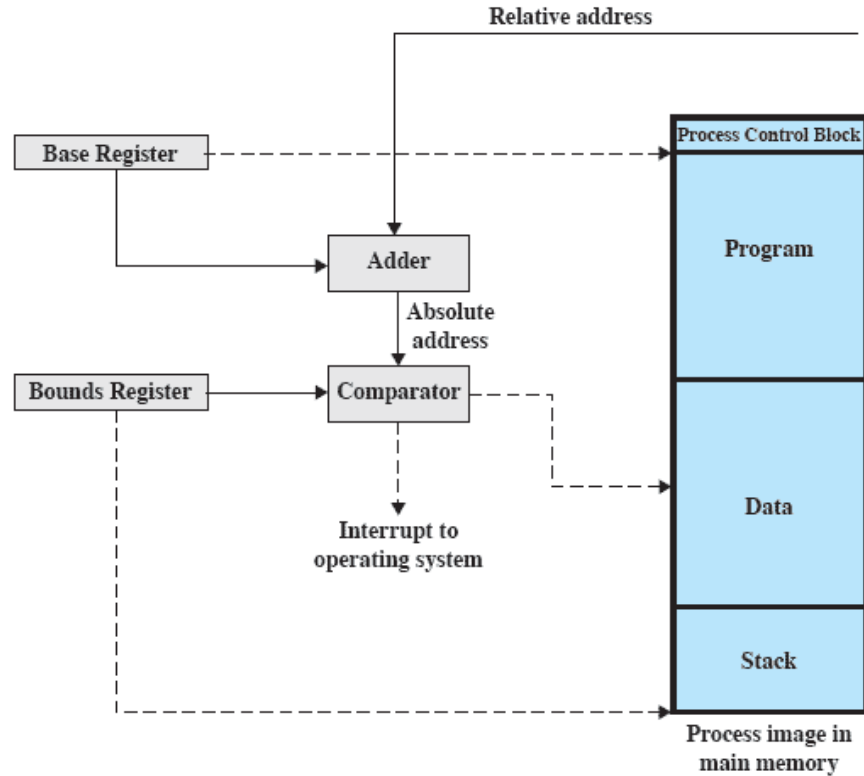 Relative address
Process Control Block
Base Register
Program
Adder
Absolute
address
Bounds Register
Comparator
Data
Interrupt to
operating system
Stack
Process image in
main memory